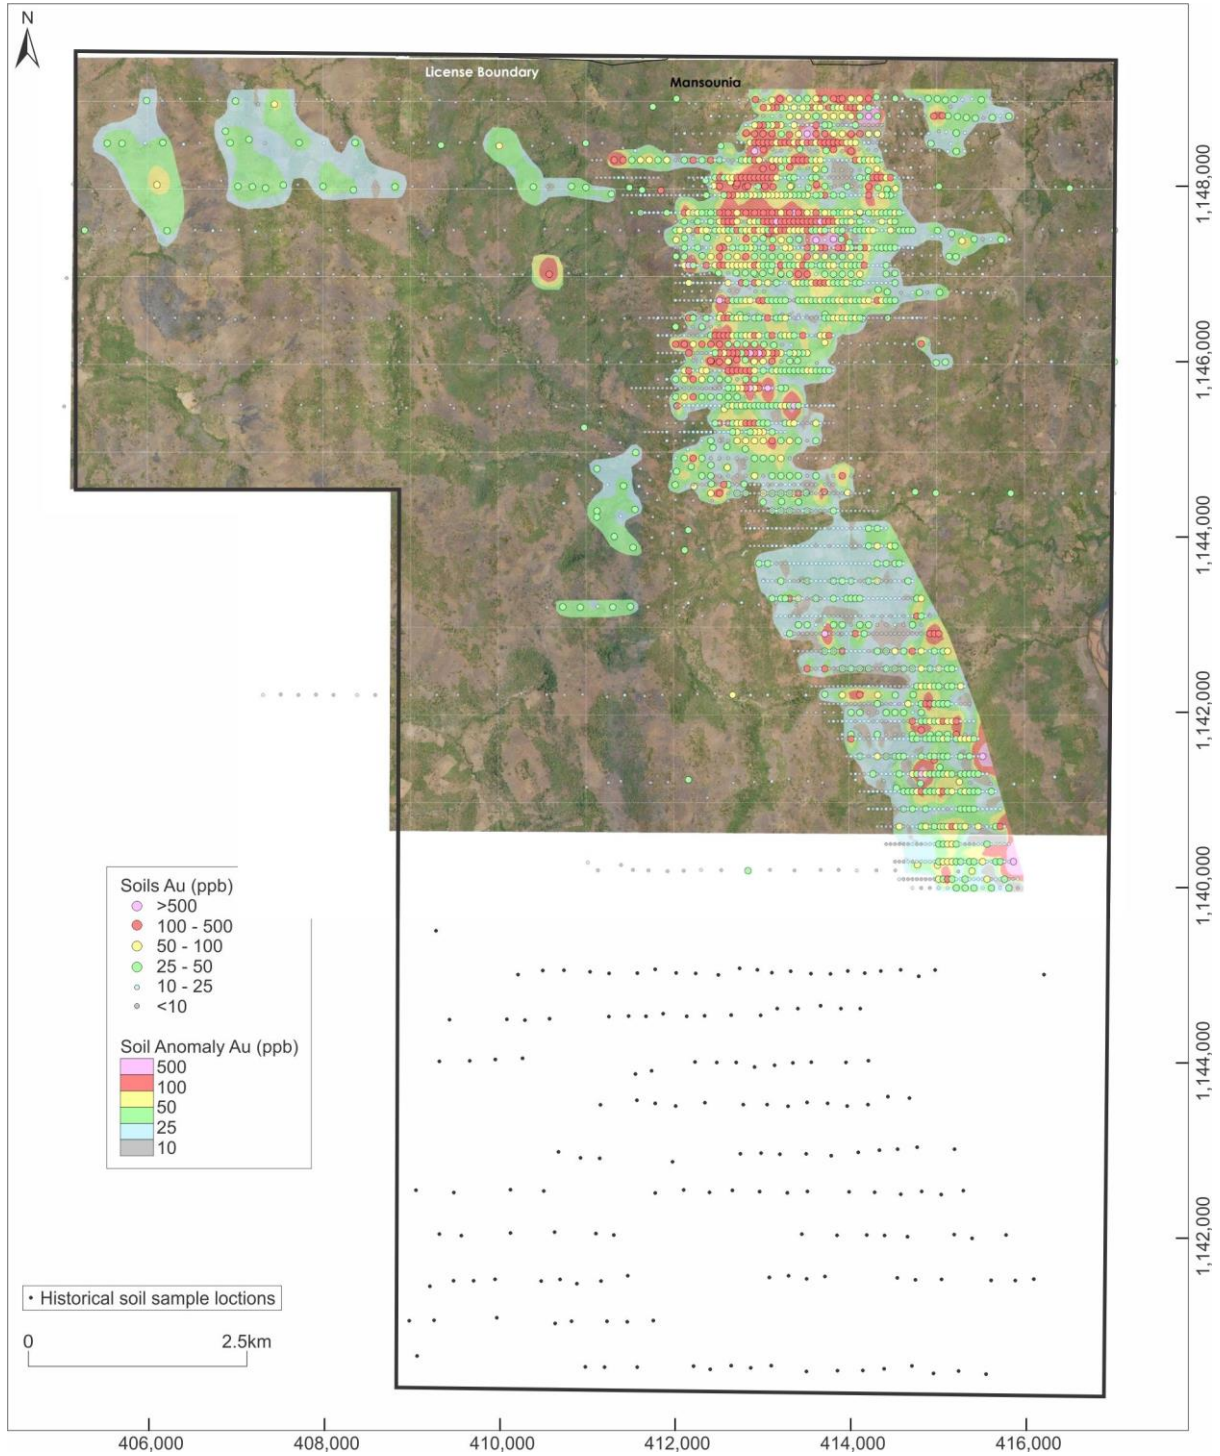 N
License Boundary
Mansounia
1,148,000
1,146,000
1,144,000
1,142,000
1,140,000
1,144,000
1,142,000
Soils Au (ppb)
>500
100 - 500
50 - 100
25 - 50
10 - 25
<10
Soil Anomaly Au (ppb)
500
100
50
25
10
• Historical soil sample loctions
0 2.5km
406,000 408,000 410,000 412,000 414,000 416,000